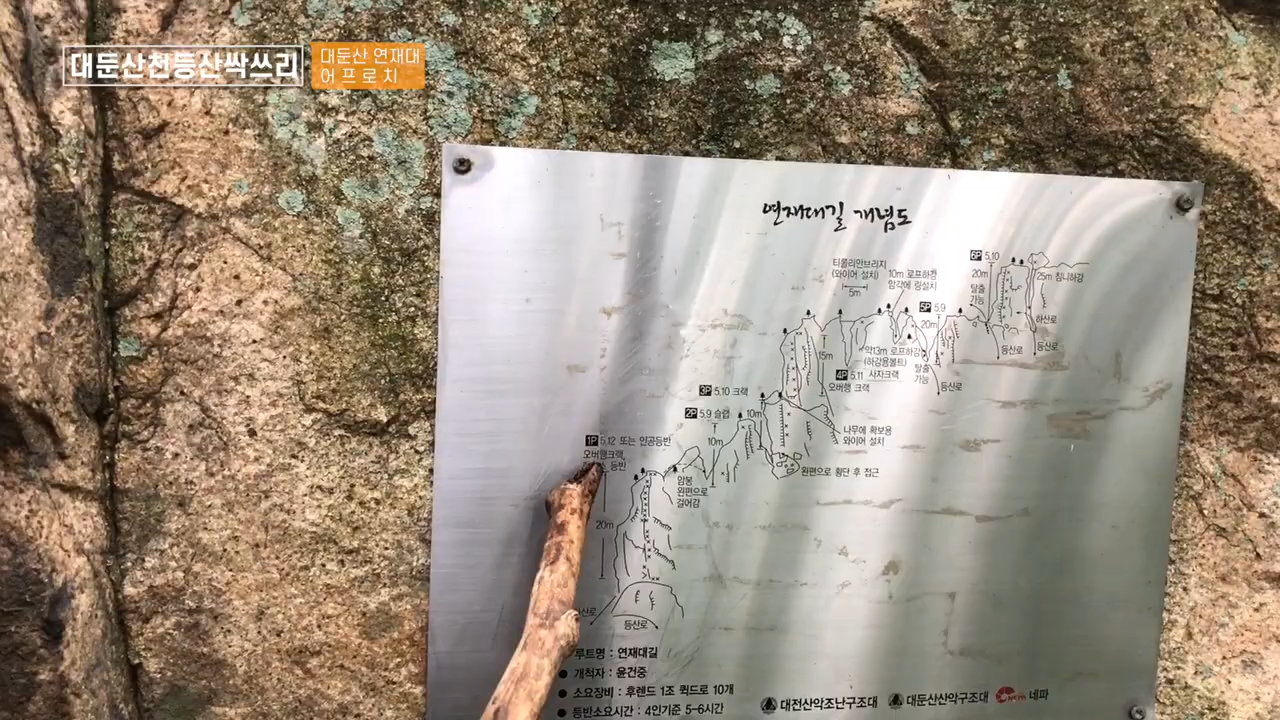 대둔산천등산싹쓰리
대둔산 연재대
어프로치
연재대길 개념도
6P 5.10
20m
탈출
가능
25m 침니하강
하산로
등산로
등산로
티롤리안브리지
(와이어 설치)
5m
10m 로프하강
암각에 링설치
5P 5.9
20m
약13m 로프하강
(하강용볼트)
탈출
가능
등산로
15m
4P 5.11 사자크랙
오버행 크랙
3P 5.10 크랙
2P 5.9 슬랩
10m
10m
나무에 확보용
와이어 설치
왼편으로 횡단 후 접근
1P 5.12 또는 인공등반
오버행크랙
등반
암봉
왼편으로
걸어감
20m
등산로
루트명 : 연재대길
개척자 : 윤건중
소요장비 : 후렌드 1조 퀵드로 10개
등반소요시간 : 4인기준 5-6시간
대전산악조난구조대
대둔산산악구조대
네파